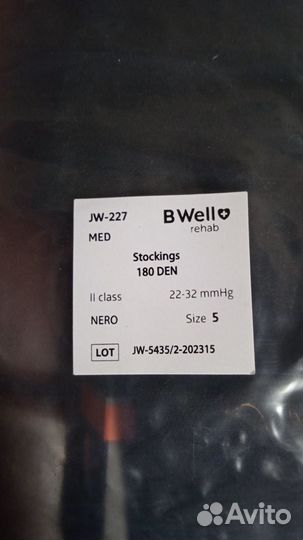 JW-227
B Well
rehab
MED
Stockings
180 DEN
II class 22-32 mmHg
NERO Size 5
LOT JW-5435/2-202315
Avito